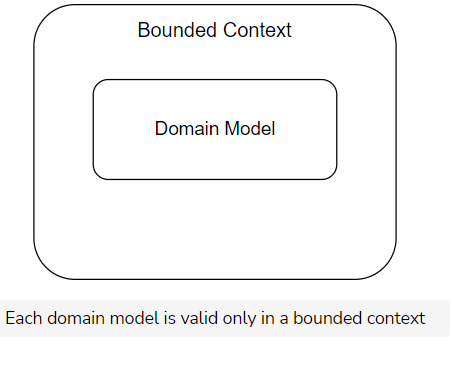 Bounded Context
Domain Model
Each domain model is valid only in a bounded context